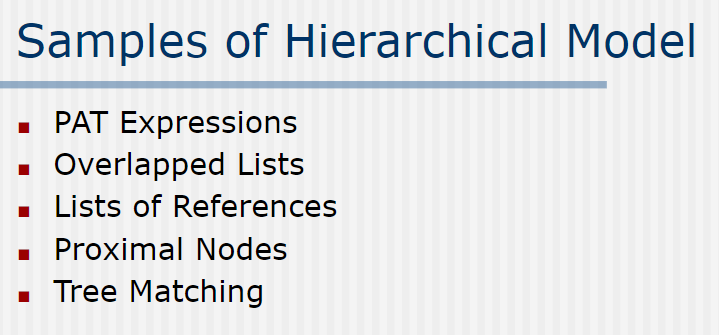 Samples of Hierarchical Model
PAT Expressions
Overlapped Lists
Lists of References
Proximal Nodes
Tree Matching